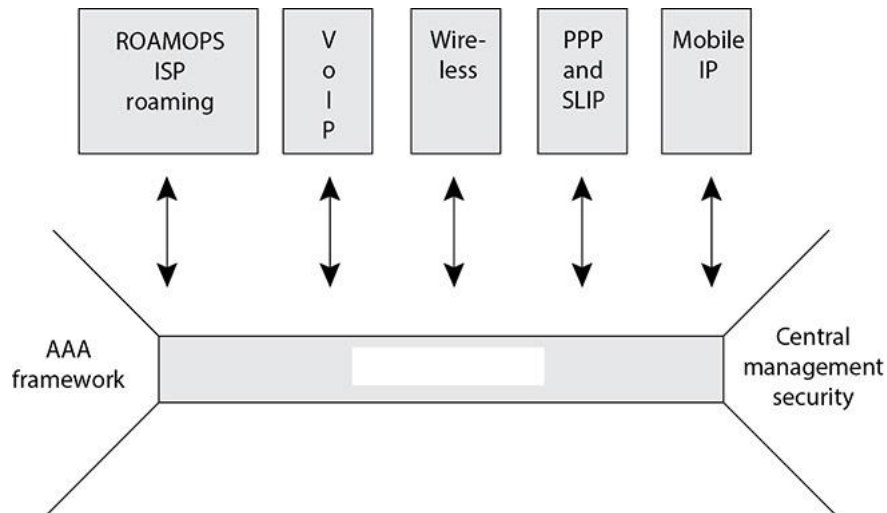 ROAMOPS
ISP
roaming
V
o
I
P
Wire-
less
PPP
and
SLIP
Mobile
IP
AAA
framework
Central
management
security